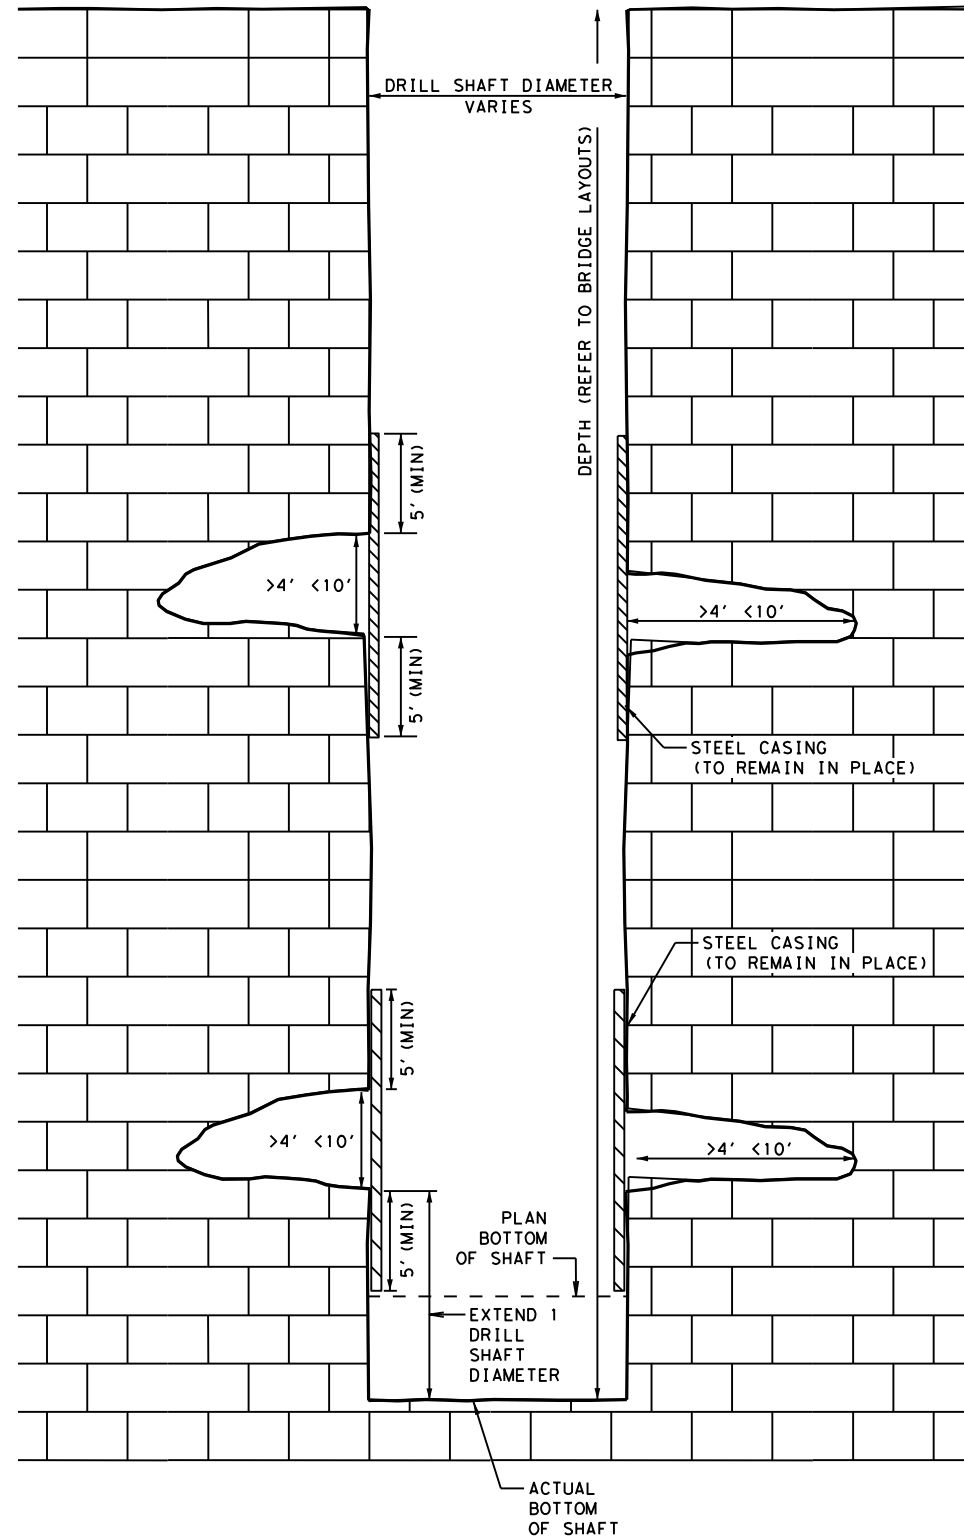 DRILL SHAFT DIAMETER
VARIES
DEPTH (REFER TO BRIDGE LAYOUTS)
5' (MIN)
>4' <10'
>4' <10'
5' (MIN)
STEEL CASING
(TO REMAIN IN PLACE)
STEEL CASING
(TO REMAIN IN PLACE)
5' (MIN)
>4' <10'
>4' <10'
5' (MIN)
PLAN
BOTTOM
OF SHAFT
EXTEND 1
DRILL
SHAFT
DIAMETER
ACTUAL
BOTTOM
OF SHAFT